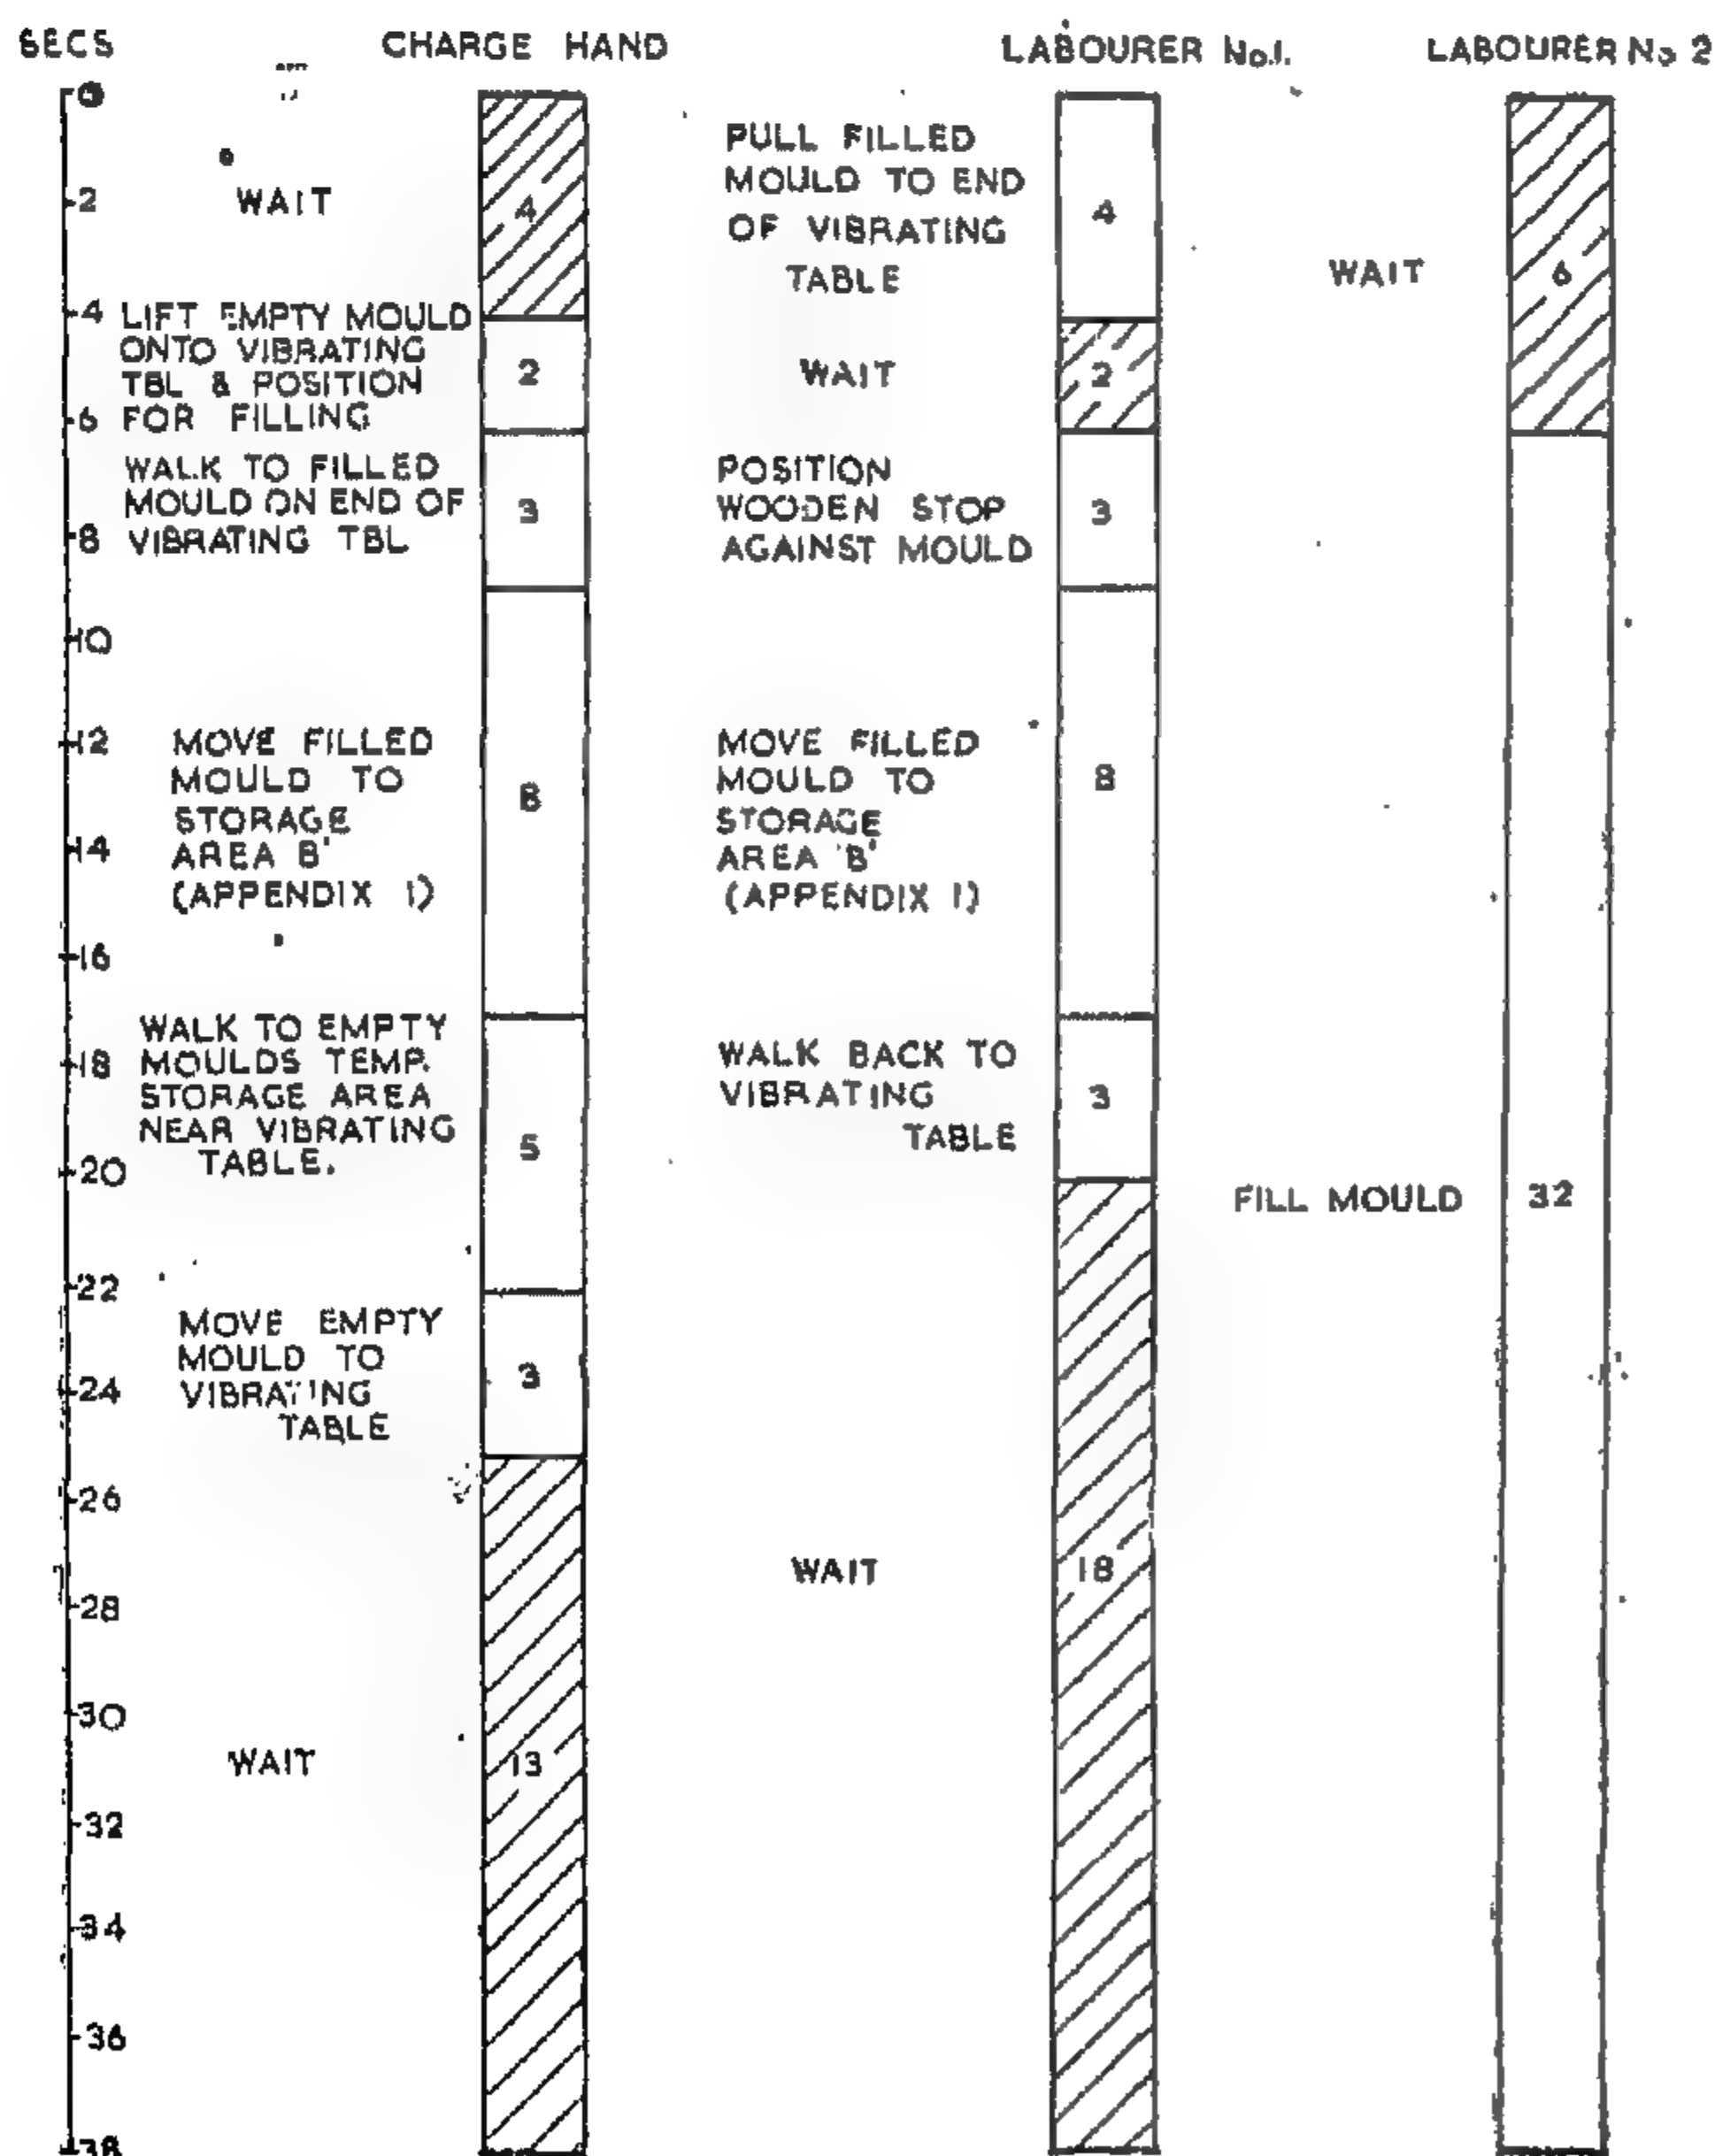 SECS
CHARGE HAND
LABOURER No.1.
LABOURER No 2
0
2
4
6
8
10
12
14
16
18
20
22
24
26
28
30
32
34
36
38
WAIT
4
LIFT EMPTY MOULD
ONTO VIBRATING
TBL & POSITION
FOR FILLING
2
WALK TO FILLED
MOULD ON END OF
VIBRATING TBL
3
MOVE FILLED
MOULD TO
STORAGE
AREA B'
(APPENDIX 1)
8
WALK TO EMPTY
MOULDS TEMP.
STORAGE AREA
NEAR VIBRATING
TABLE.
5
MOVE EMPTY
MOULD TO
VIBRATING
TABLE
3
WAIT
13
PULL FILLED
MOULD TO END
OF VIBRATING
TABLE
4
WAIT
2
POSITION
WOODEN STOP
AGAINST MOULD
3
MOVE FILLED
MOULD TO
STORAGE
AREA 'B'
(APPENDIX 1)
8
WALK BACK TO
VIBRATING
TABLE
3
WAIT
18
WAIT
6
FILL MOULD
32